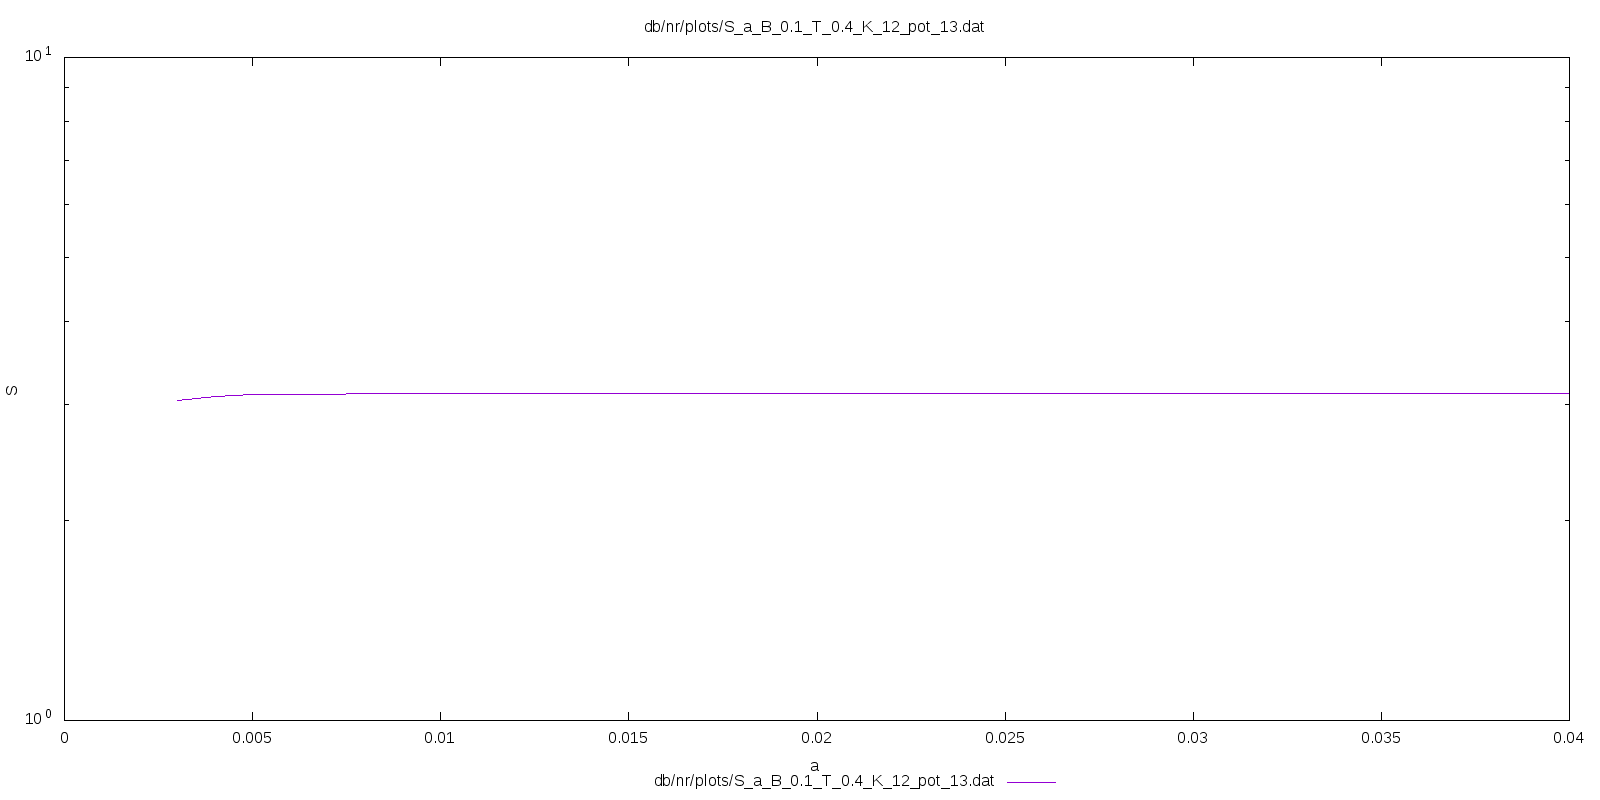 db/nr/plots/S_a_B_0.1_T_0.4_K_12_pot_13.dat
10^1
S
10^0
0 0.005 0.01 0.015 0.02 0.025 0.03 0.035 0.04
a
db/nr/plots/S_a_B_0.1_T_0.4_K_12_pot_13.dat